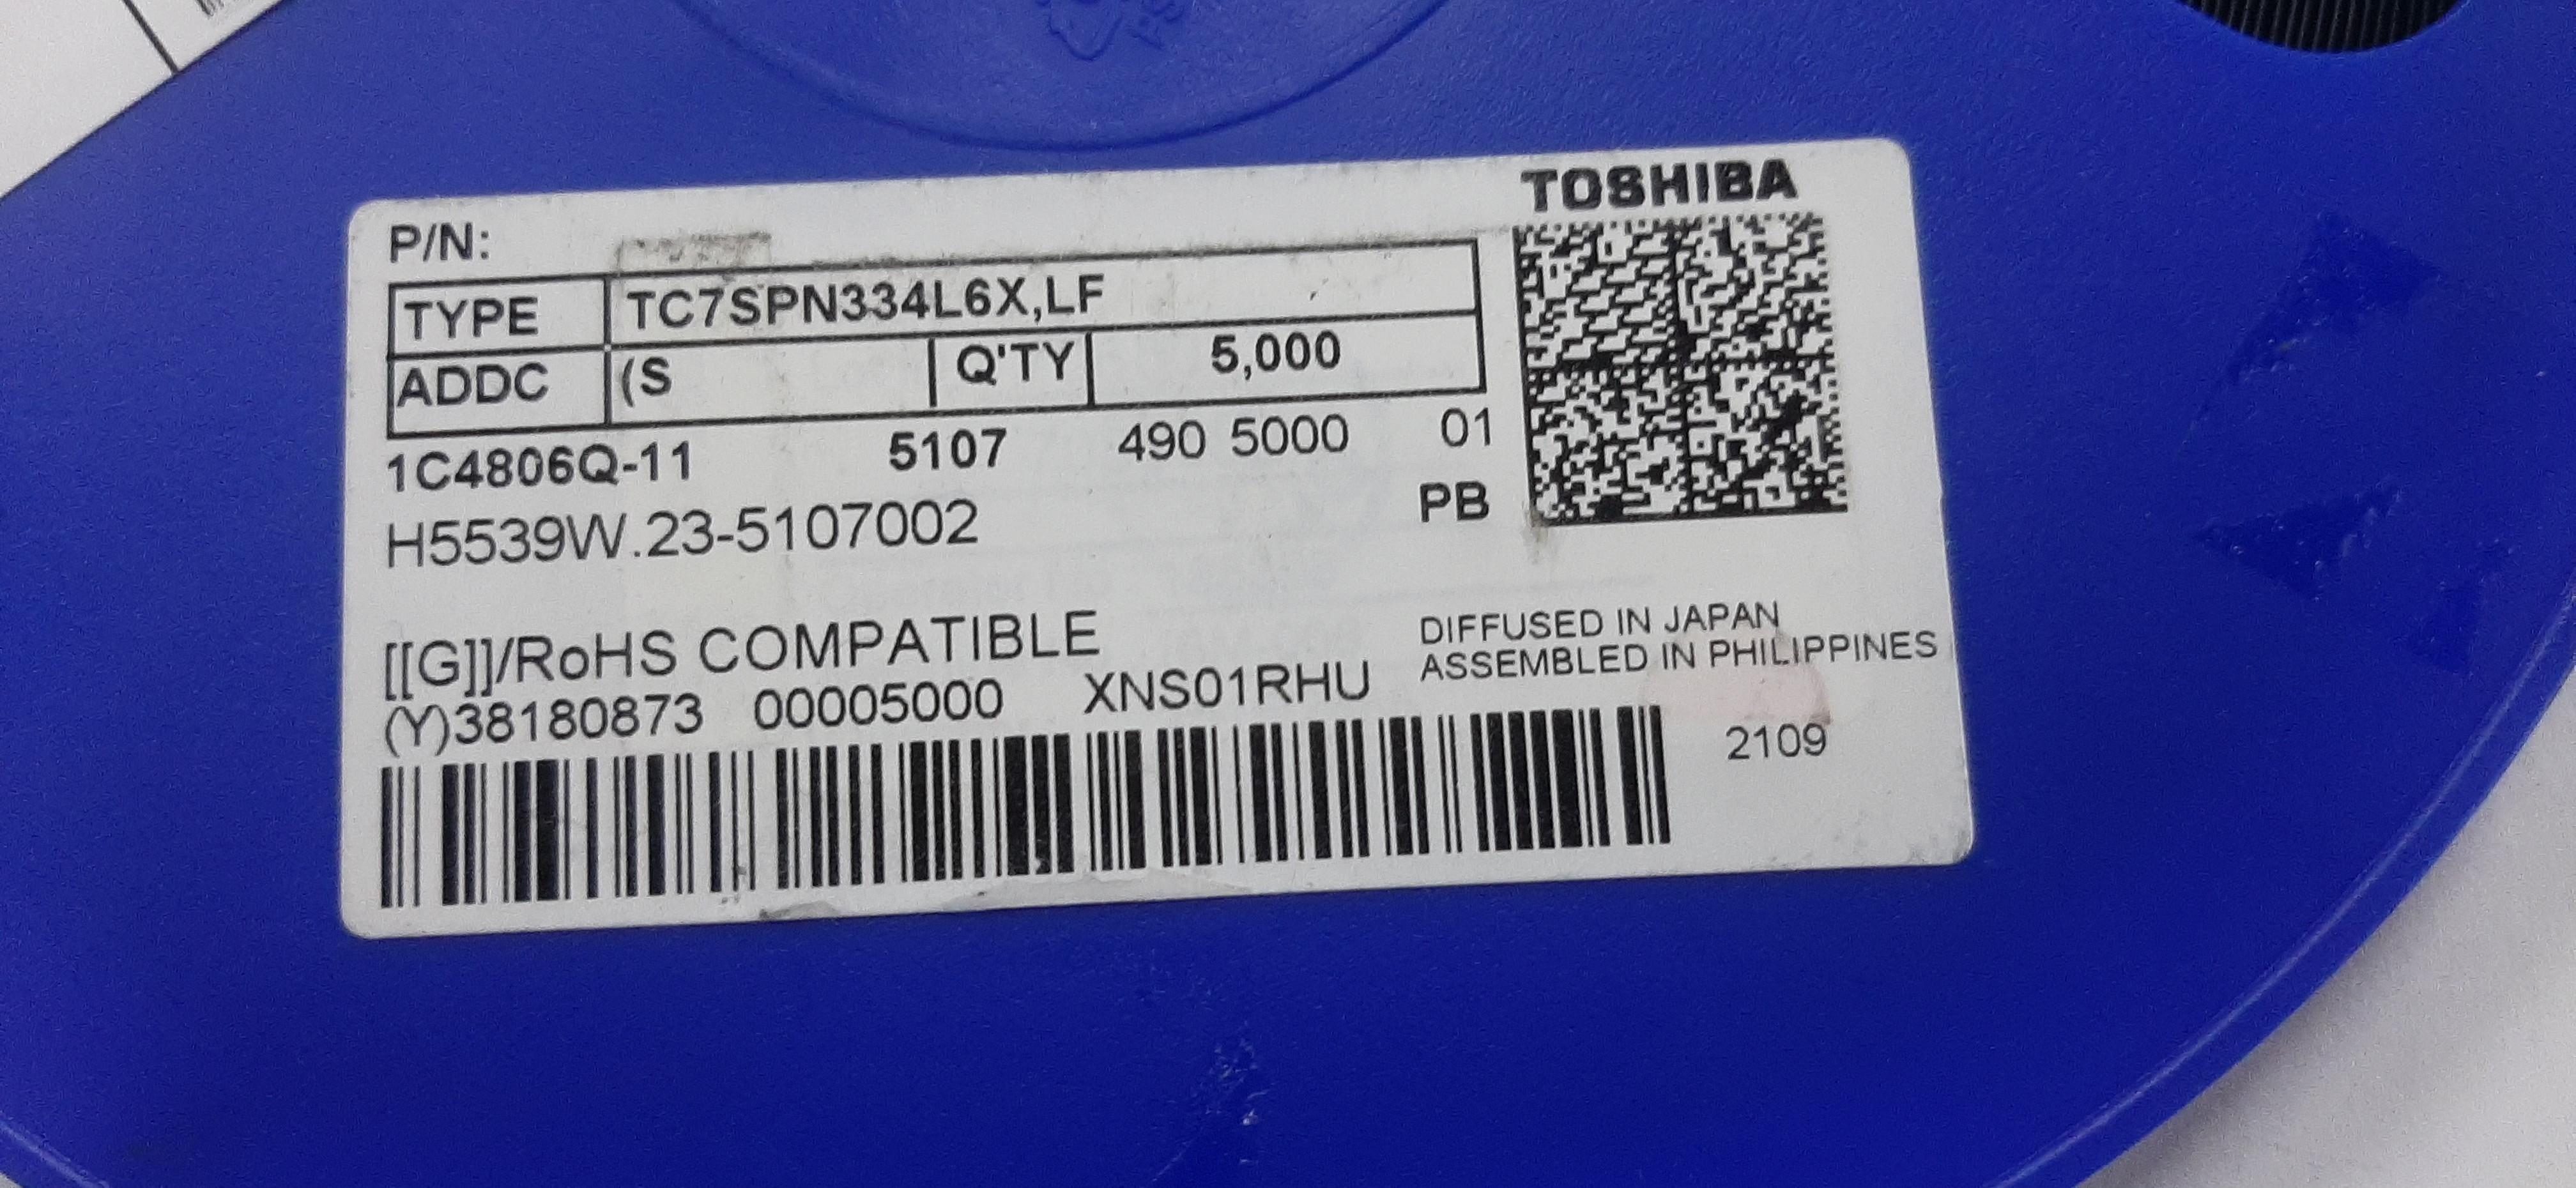 TOSHIBA
P/N:
TYPE TC7SPN334L6X,LF
ADDC (S Q'TY 5,000
1C4806Q-11 5107 490 5000 01
H5539W.23-5107002 PB
[[G]]/RoHS COMPATIBLE
DIFFUSED IN JAPAN
ASSEMBLED IN PHILIPPINES
(Y)38180873 00005000 XNS01RHU
2109